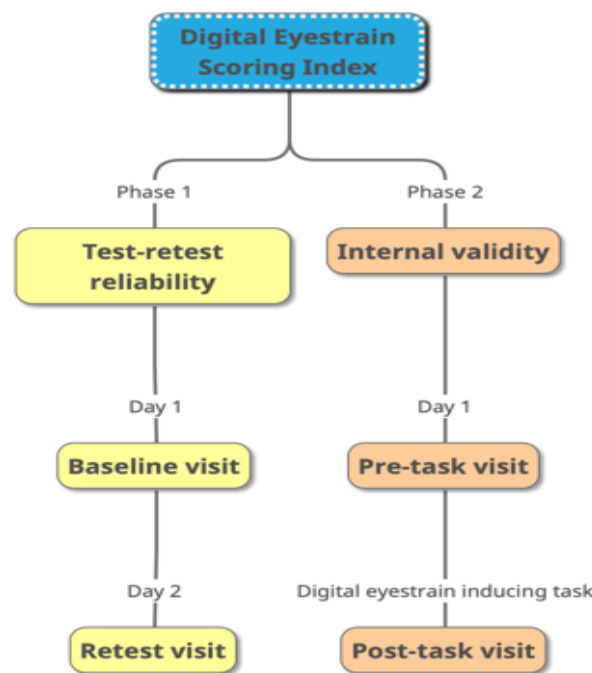 Digital Eyestrain
Scoring Index
Phase 1
Phase 2
Test-retest
reliability
Internal validity
Day 1
Day 1
Baseline visit
Pre-task visit
Day 2
Digital eyestrain inducing task
Retest visit
Post-task visit